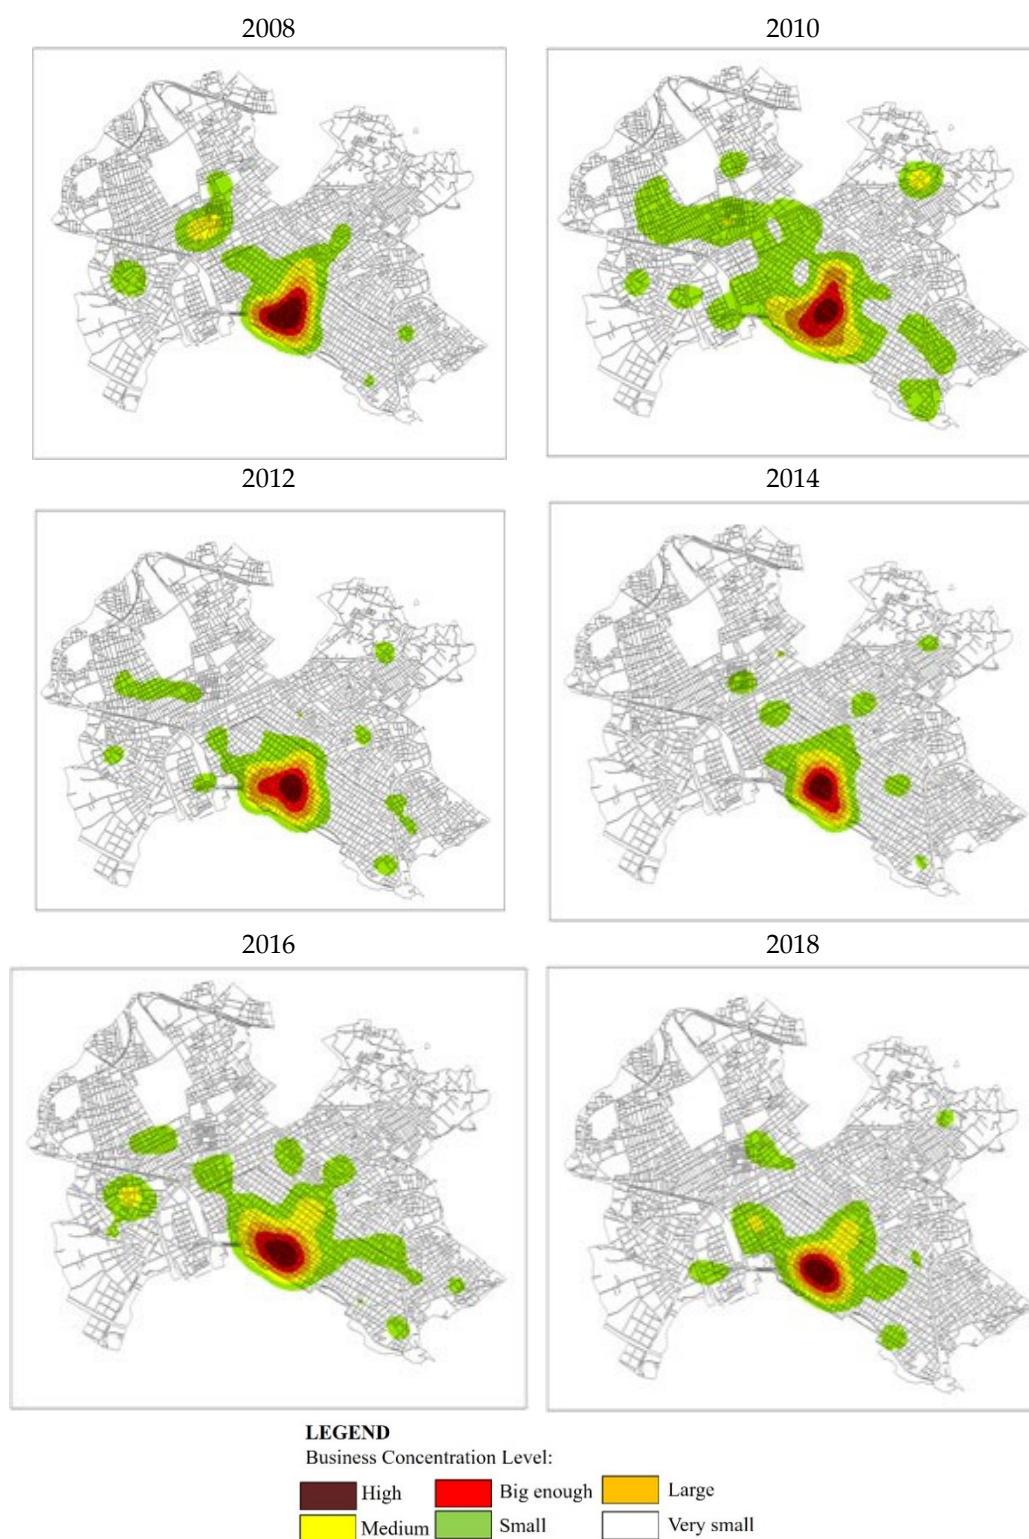 2008 2010
2012 2014
2016 2018
LEGEND
Business Concentration Level:
High Big enough Large
Medium Small Very small